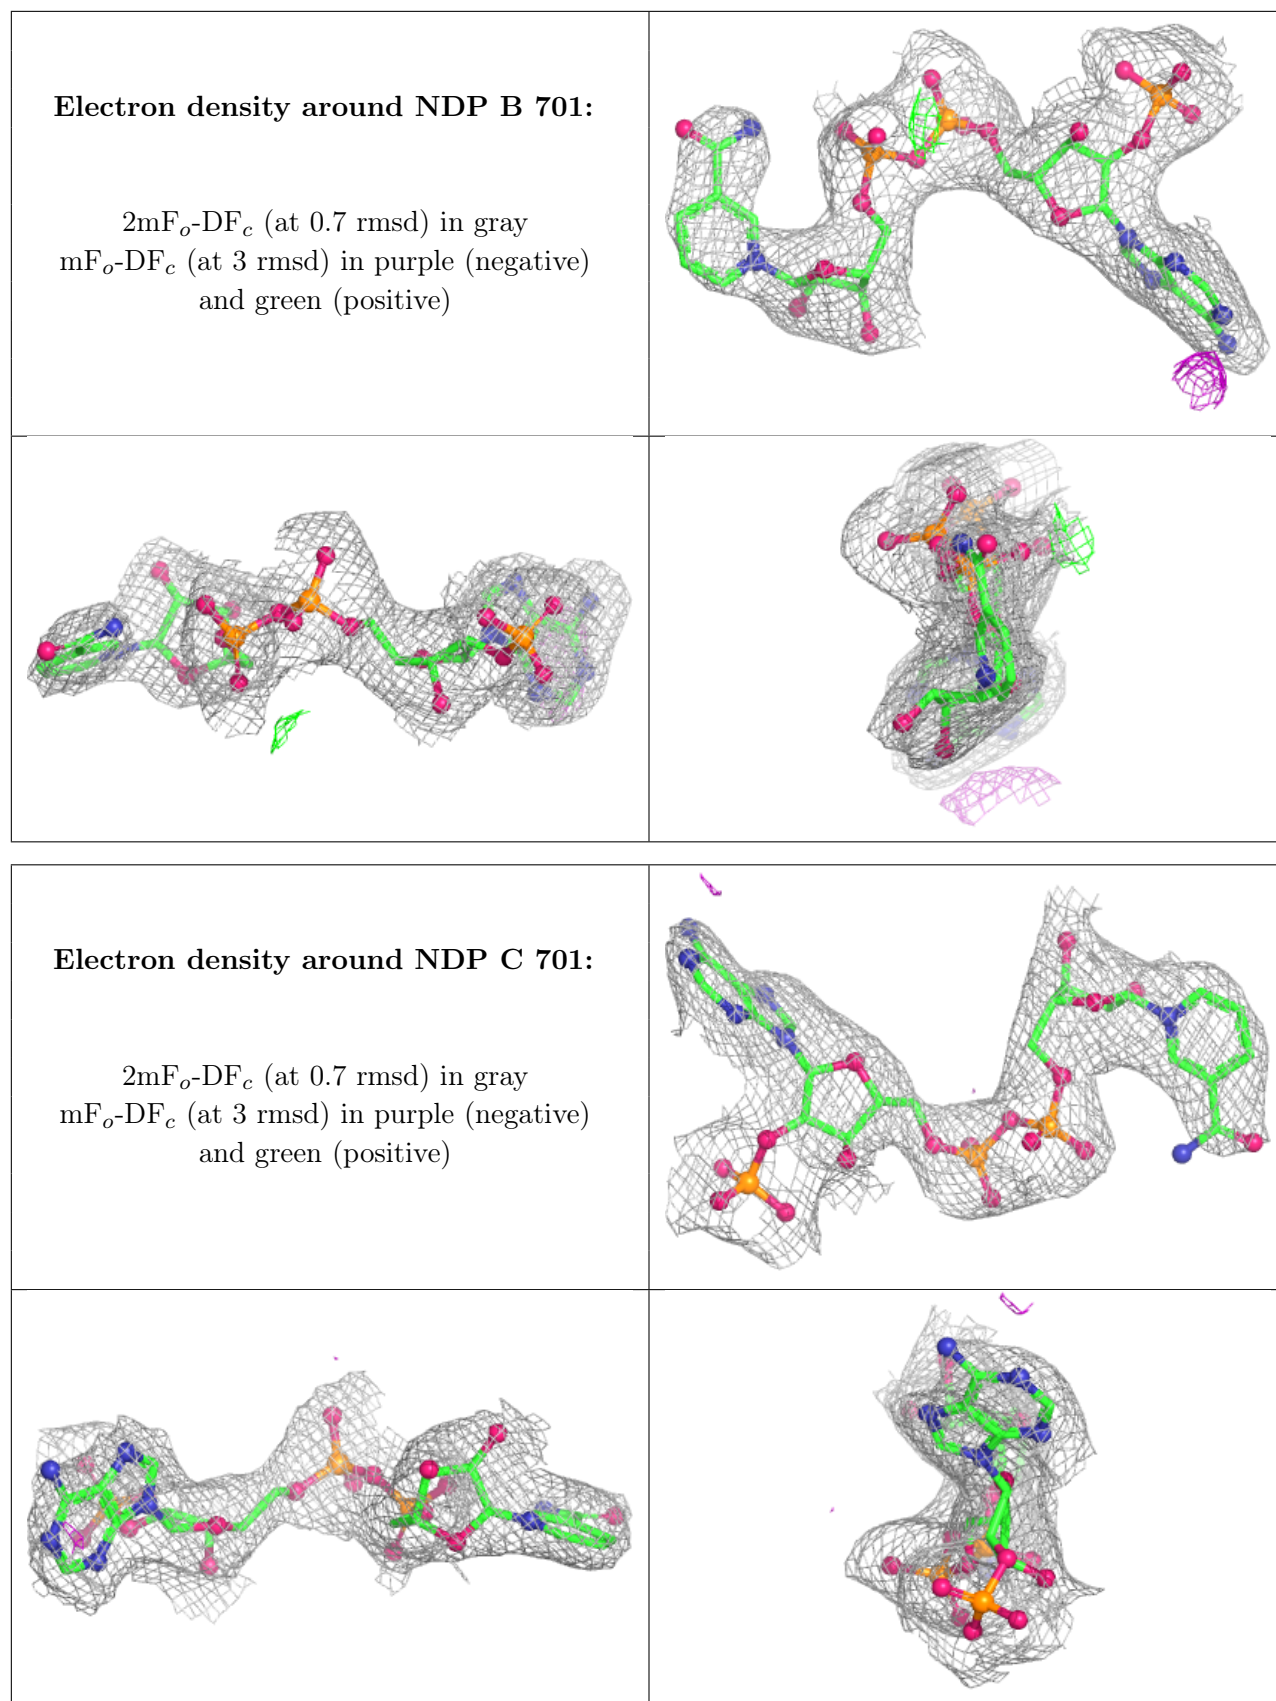 Electron density around NDP B 701:
2mFo-DFc (at 0.7 rmsd) in gray
mFo-DFc (at 3 rmsd) in purple (negative)
and green (positive)
Electron density around NDP C 701:
2mFo-DFc (at 0.7 rmsd) in gray
mFo-DFc (at 3 rmsd) in purple (negative)
and green (positive)